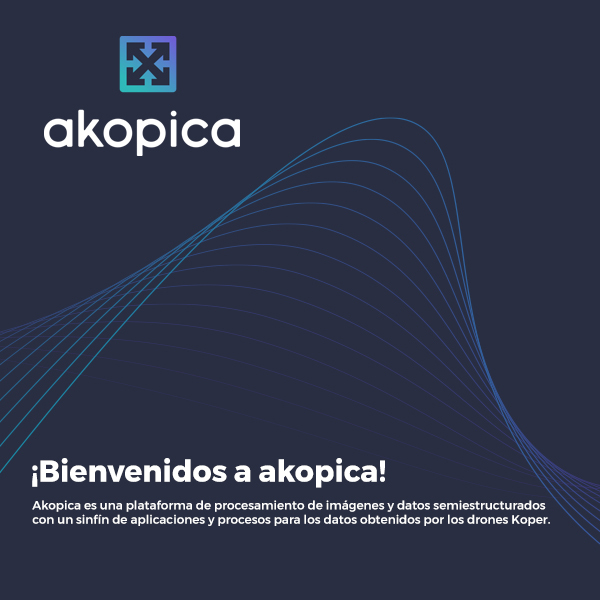 akopica
¡Bienvenidos a akopica!
Akopica es una plataforma de procesamiento de imágenes y datos semiestructurados
con un sinfín de aplicaciones y procesos para los datos obtenidos por los drones Koper.